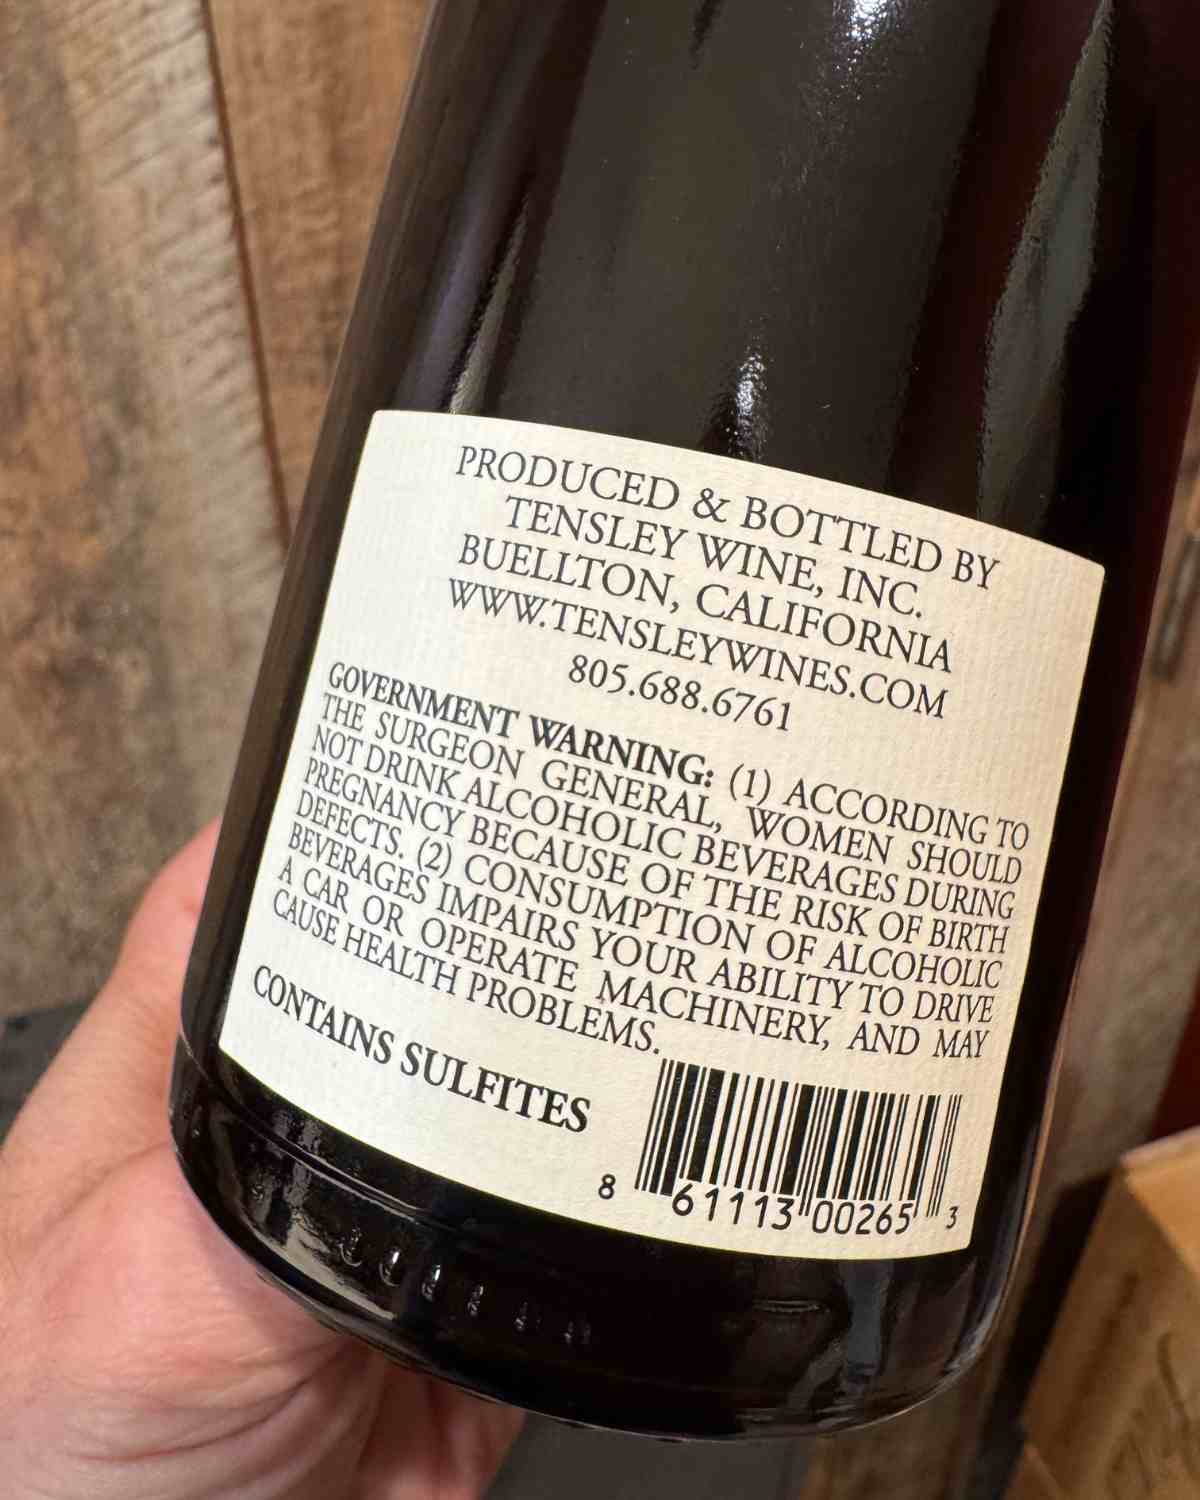 PRODUCED & BOTTLED BY
TENSLEY WINE, INC.
BUELLTON, CALIFORNIA
WWW.TENSLEYWINES.COM
805.688.6761
GOVERNMENT WARNING: (1) ACCORDING TO
THE SURGEON GENERAL, WOMEN SHOULD
NOT DRINK ALCOHOLIC BEVERAGES DURING
PREGNANCY BECAUSE OF THE RISK OF BIRTH
DEFECTS. (2) CONSUMPTION OF ALCOHOLIC
BEVERAGES IMPAIRS YOUR ABILITY TO DRIVE
A CAR OR OPERATE MACHINERY, AND MAY
CAUSE HEALTH PROBLEMS.
CONTAINS SULFITES
8 61113 00265 3